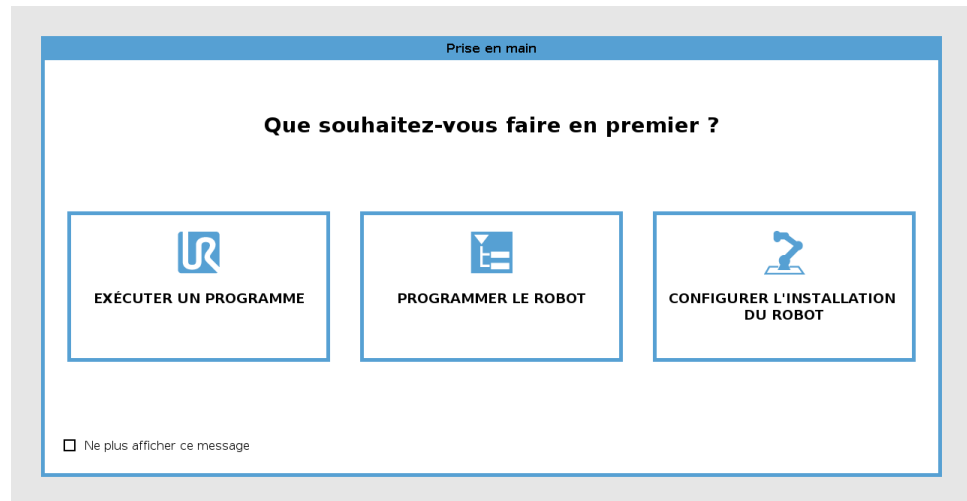 Prise en main
Que souhaitez-vous faire en premier ?
EXÉCUTER UN PROGRAMME
PROGRAMMER LE ROBOT
CONFIGURER L'INSTALLATION
DU ROBOT
Ne plus afficher ce message